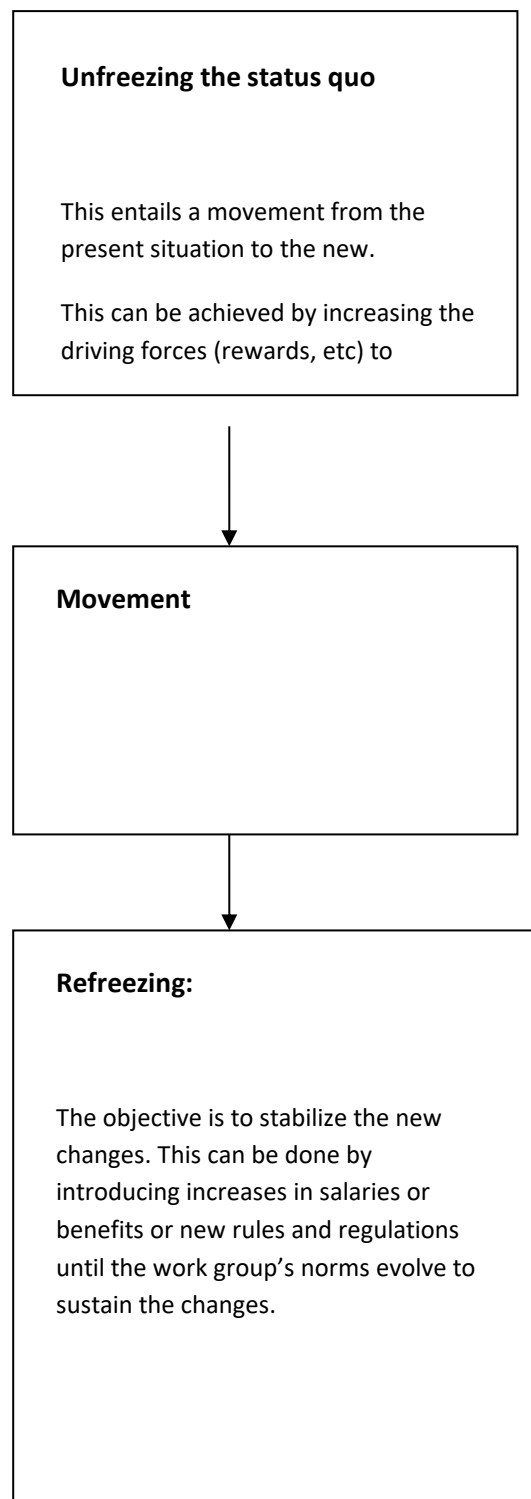 Unfreezing the status quo
This entails a movement from the
present situation to the new.
This can be achieved by increasing the
driving forces (rewards, etc) to
Movement
Refreezing:
The objective is to stabilize the new
changes. This can be done by
introducing increases in salaries or
benefits or new rules and regulations
until the work group’s norms evolve to
sustain the changes.